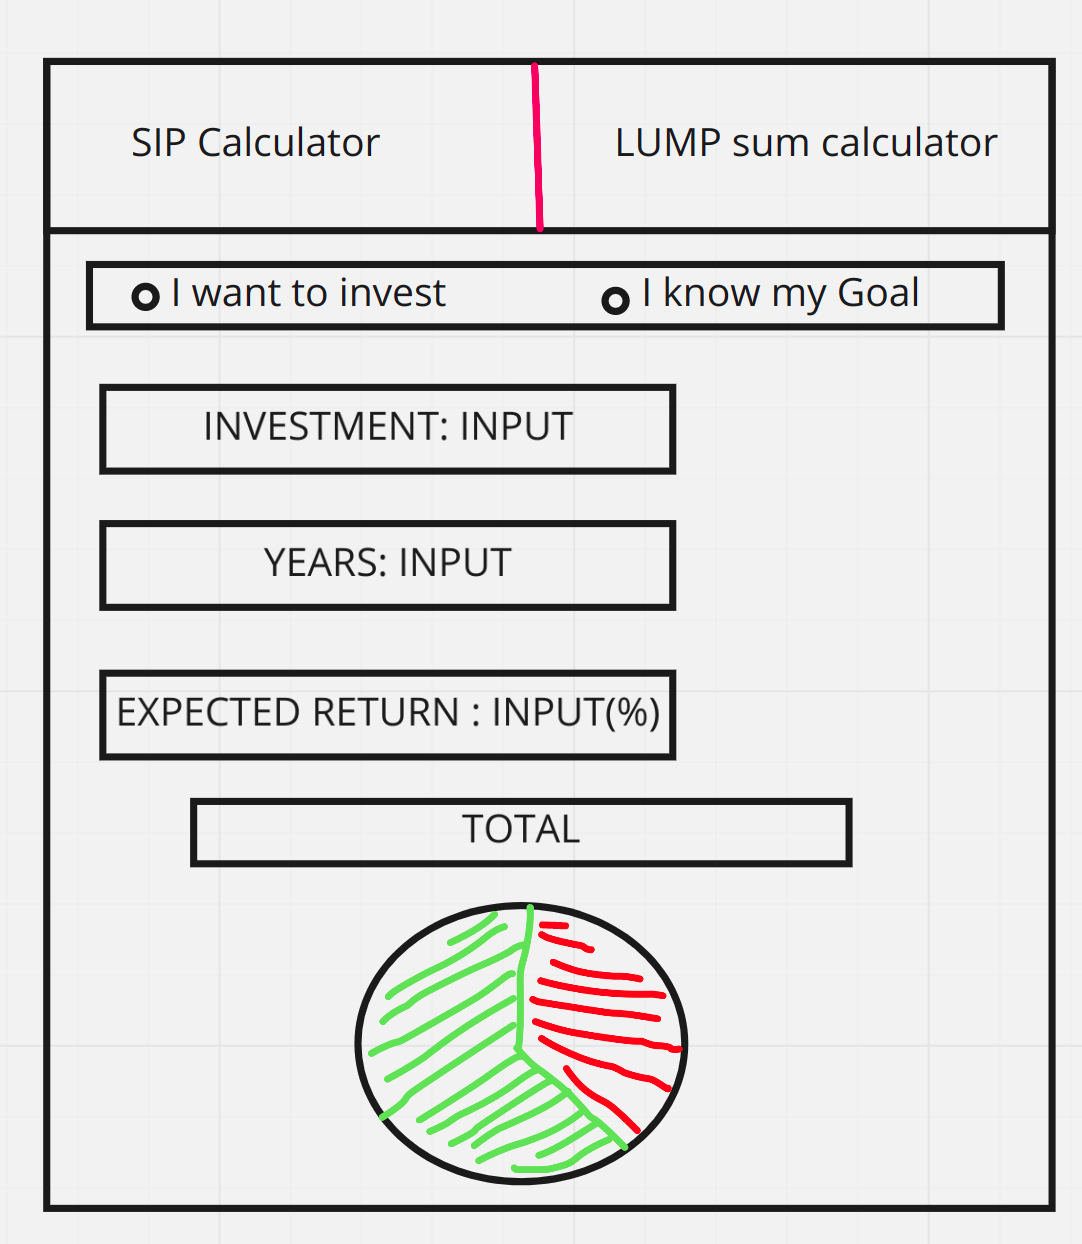 SIP Calculator
LUMP sum calculator
I want to invest
I know my Goal
INVESTMENT: INPUT
YEARS: INPUT
EXPECTED RETURN : INPUT(%)
TOTAL